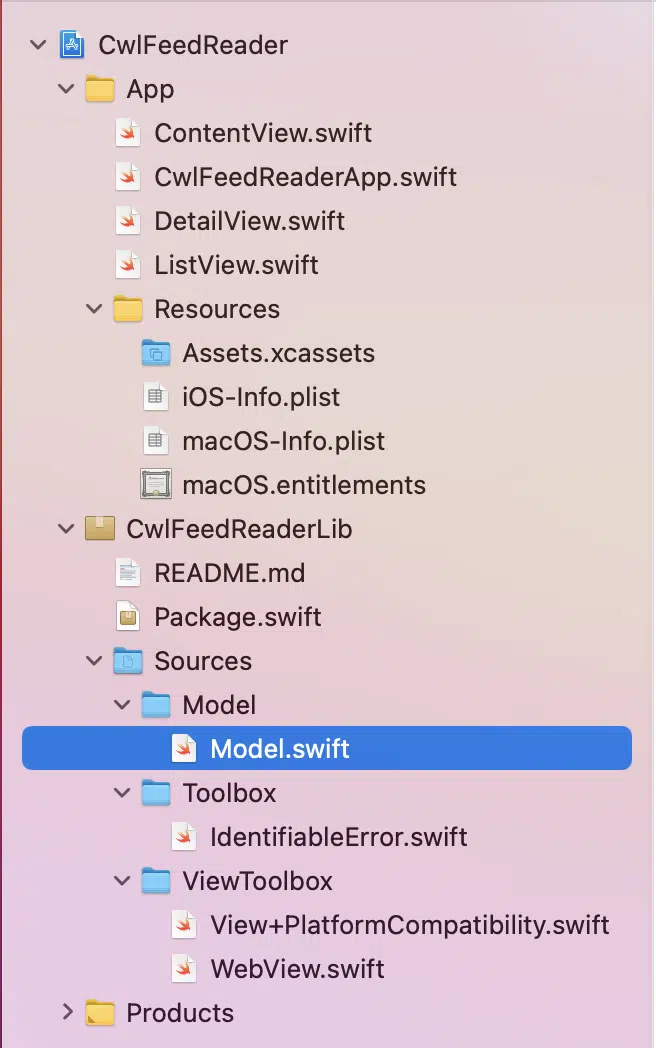 CwlFeedReader
App
ContentView.swift
CwlFeedReaderApp.swift
DetailView.swift
ListView.swift
Resources
Assets.xcassets
iOS-Info.plist
macOS-Info.plist
macOS.entitlements
CwlFeedReaderLib
README.md
Package.swift
Sources
Model
Model.swift
Toolbox
IdentifiableError.swift
ViewToolbox
View+PlatformCompatibility.swift
WebView.swift
Products